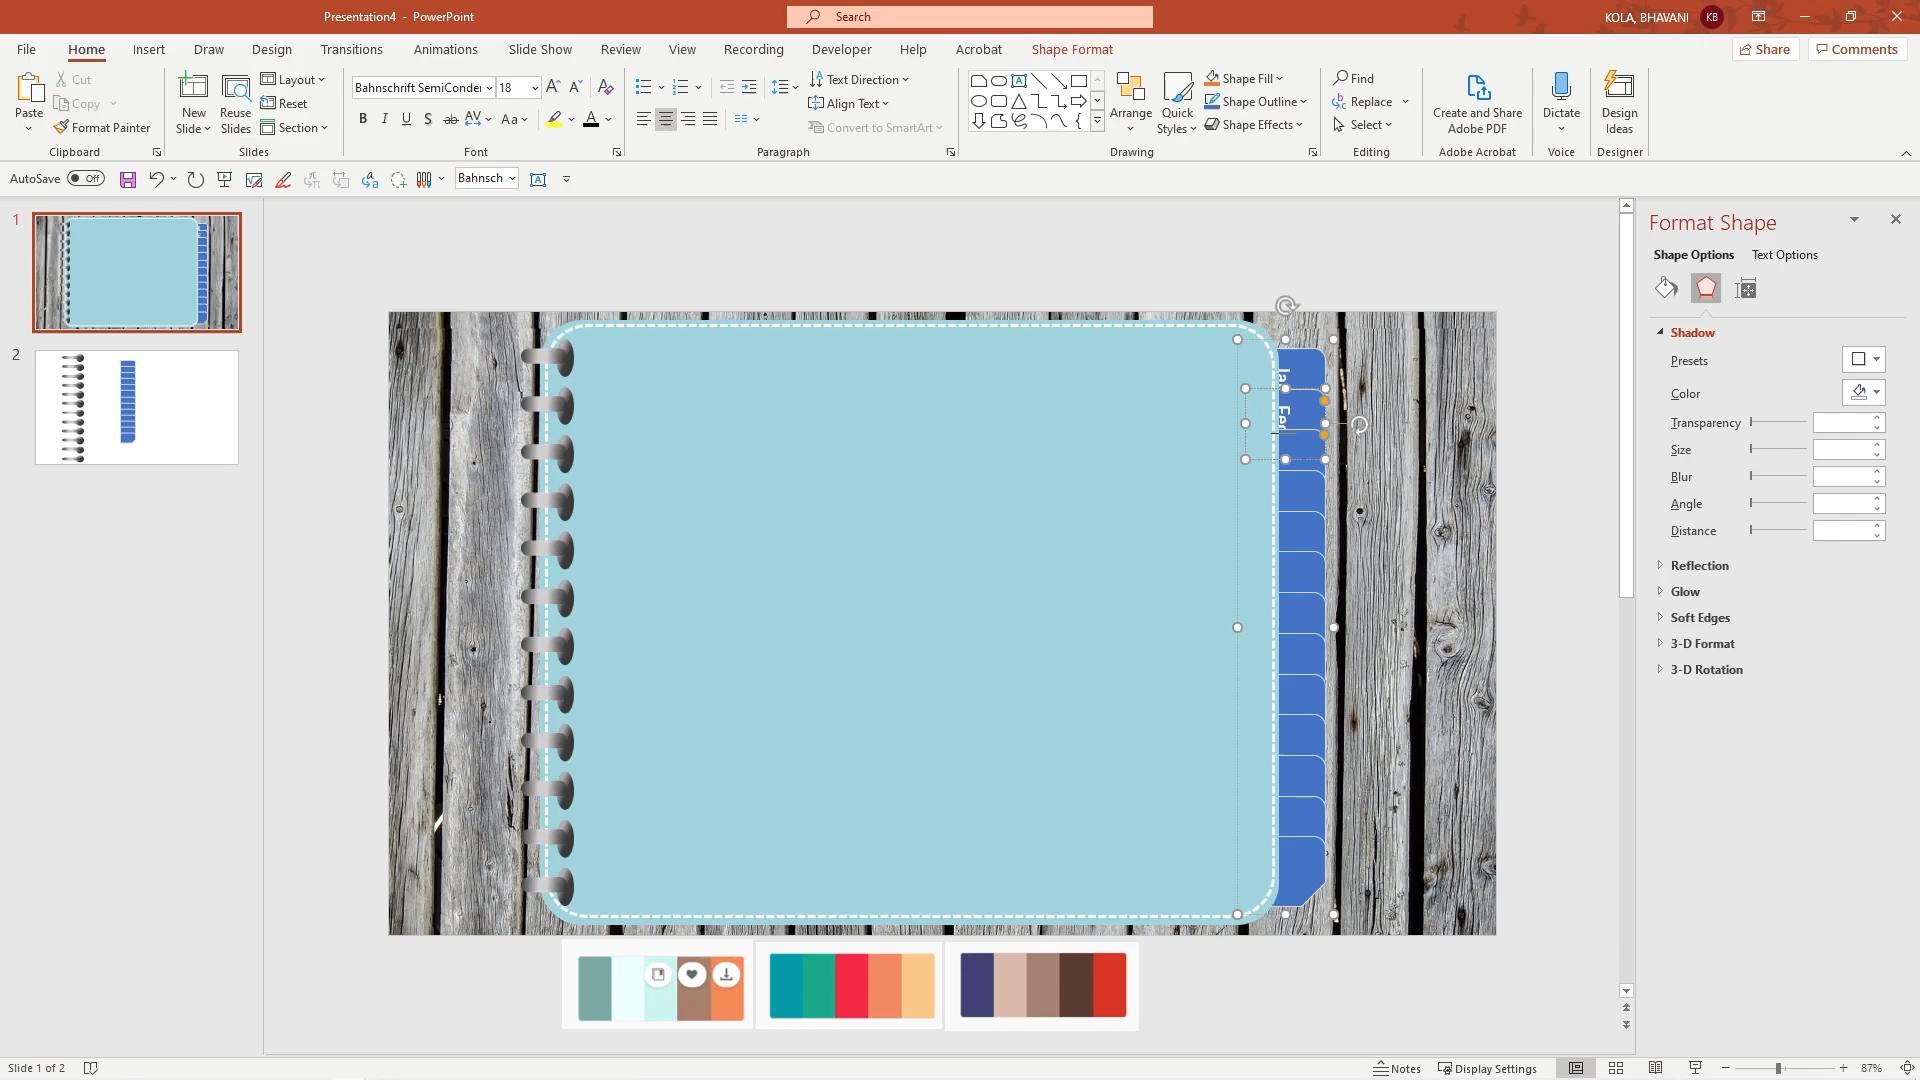 Presentation4 - PowerPoint
Search
KOLA, BHAVANI
KB
File Home Insert Draw Design Transitions Animations Slide Show Review View Recording Developer Help Acrobat Shape Format
Share
Comments
Paste
Cut
Copy
Format Painter
Clipboard
New Slide
Reuse Slides
Layout
Reset
Section
Slides
Bahnschrift SemiConde
18
Font
Text Direction
Align Text
Convert to SmartArt
Paragraph
Arrange
Quick Styles
Shape Fill
Shape Outline
Shape Effects
Drawing
Find
Replace
Select
Editing
Create and Share Adobe PDF
Adobe Acrobat
Dictate
Voice
Design Ideas
Designer
AutoSave Off
Bahnsch
1
2
Format Shape
Shape Options Text Options
Shadow
Presets
Color
Transparency
Size
Blur
Angle
Distance
Reflection
Glow
Soft Edges
3-D Format
3-D Rotation
Slide 1 of 2
Notes
Display Settings
87%